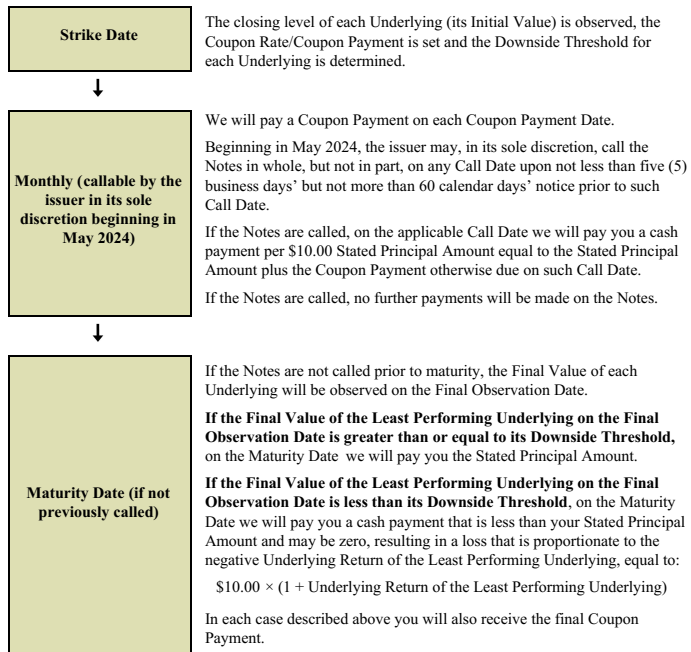 Strike Date
The closing level of each Underlying (its Initial Value) is observed, the
Coupon Rate/Coupon Payment is set and the Downside Threshold for
each Underlying is determined.
Monthly (callable by the
issuer in its sole
discretion beginning in
May 2024)
We will pay a Coupon Payment on each Coupon Payment Date.
Beginning in May 2024, the issuer may, in its sole discretion, call the
Notes in whole, but not in part, on any Call Date upon not less than five (5)
business days’ but not more than 60 calendar days’ notice prior to such
Call Date.
If the Notes are called, on the applicable Call Date we will pay you a cash
payment per $10.00 Stated Principal Amount equal to the Stated Principal
Amount plus the Coupon Payment otherwise due on such Call Date.
If the Notes are called, no further payments will be made on the Notes.
Maturity Date (if not
previously called)
If the Notes are not called prior to maturity, the Final Value of each
Underlying will be observed on the Final Observation Date.
If the Final Value of the Least Performing Underlying on the Final
Observation Date is greater than or equal to its Downside Threshold,
on the Maturity Date we will pay you the Stated Principal Amount.
If the Final Value of the Least Performing Underlying on the Final
Observation Date is less than its Downside Threshold, on the Maturity
Date we will pay you a cash payment that is less than your Stated Principal
Amount and may be zero, resulting in a loss that is proportionate to the
negative Underlying Return of the Least Performing Underlying, equal to:
$10.00 × (1 + Underlying Return of the Least Performing Underlying)
In each case described above you will also receive the final Coupon
Payment.